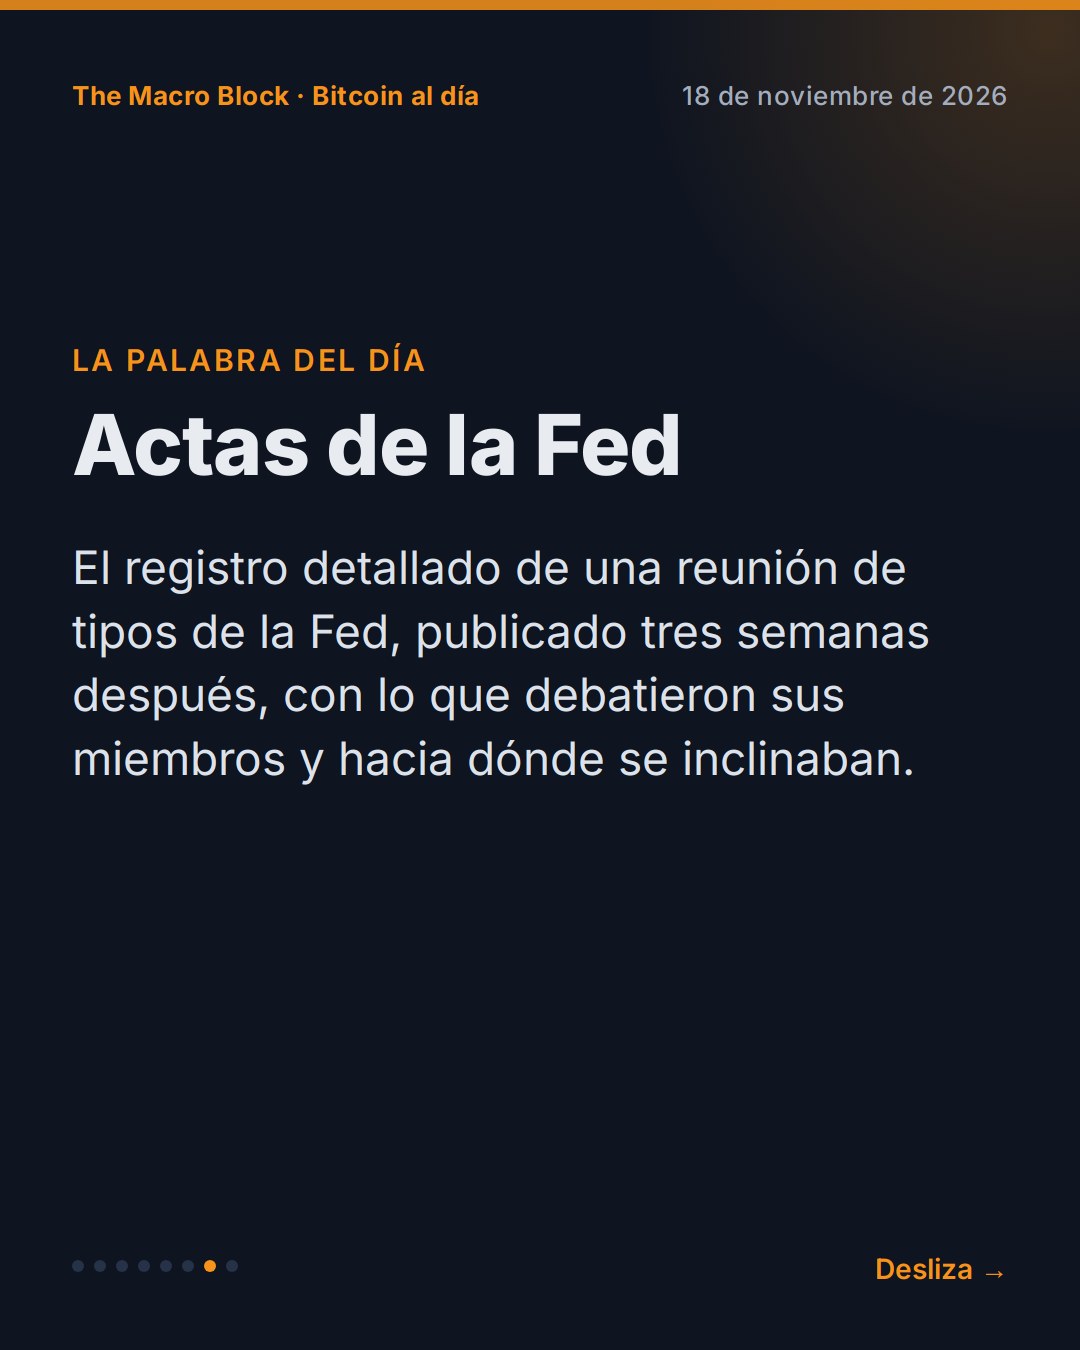 The Macro Block · Bitcoin al día
18 de noviembre de 2026
LA PALABRA DEL DÍA
Actas de la Fed
El registro detallado de una reunión de
tipos de la Fed, publicado tres semanas
después, con lo que debatieron sus
miembros y hacia dónde se inclinaban.
Desliza →